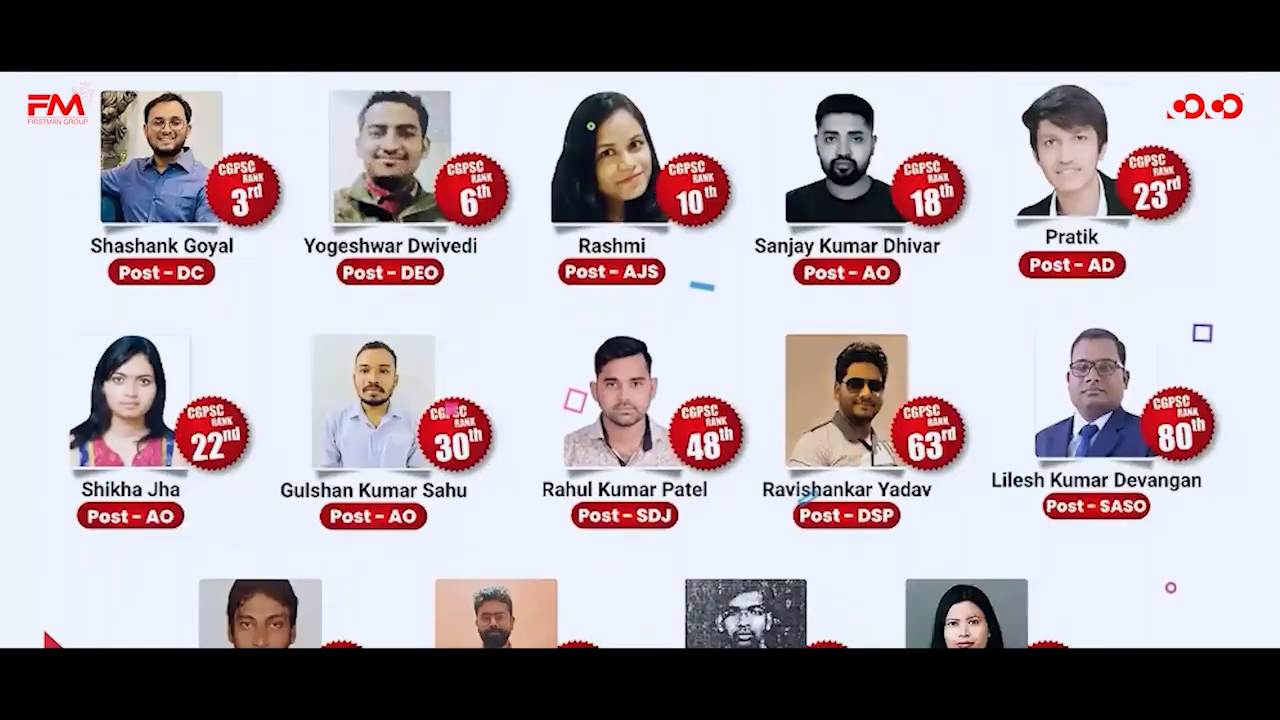 FM
FIRSTMAN GROUP
CGPSC
RANK
3rd
CGPSC
RANK
6th
CGPSC
RANK
10th
CGPSC
RANK
18th
CGPSC
RANK
23rd
Shashank Goyal
Yogeshwar Dwivedi
Rashmi
Sanjay Kumar Dhivar
Pratik
Post - DC
Post - DEO
Post - AJS
Post - AO
Post - AD
CGPSC
RANK
22nd
CGPSC
RANK
30th
CGPSC
RANK
48th
CGPSC
RANK
63rd
CGPSC
RANK
80th
Shikha Jha
Gulshan Kumar Sahu
Rahul Kumar Patel
Ravishankar Yadav
Lilesh Kumar Devangan
Post - AO
Post - AO
Post - SDJ
Post - DSP
Post - SASO